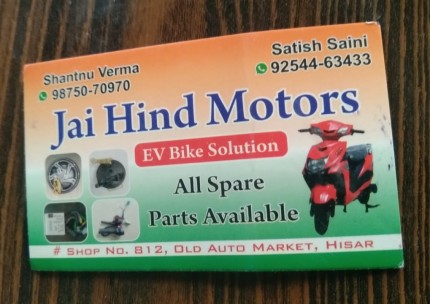 Shantnu Verma
98750-70970
Satish Saini
92544-63433
Jai Hind Motors
EV Bike Solution
All Spare
Parts Available
# Shop No. 812, Old Auto Market, Hisar